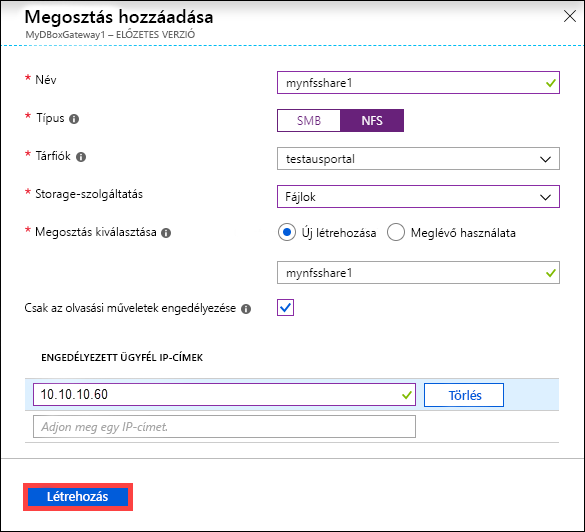 Megosztás hozzáadása
MyDBoxGateway1 – ELŐZETES VERZIÓ
* Név
mynfsshare1
* Típus
SMB NFS
* Tárfiók
testausportal
* Storage-szolgáltatás
Fájlok
* Megosztás kiválasztása
Új létrehozása Meglévő használata
mynfsshare1
Csak az olvasási műveletek engedélyezése
ENGEDÉLYEZETT ÜGYFÉL IP-CÍMEK
10.10.10.60 Törlés
Adjon meg egy IP-címet.
Létrehozás